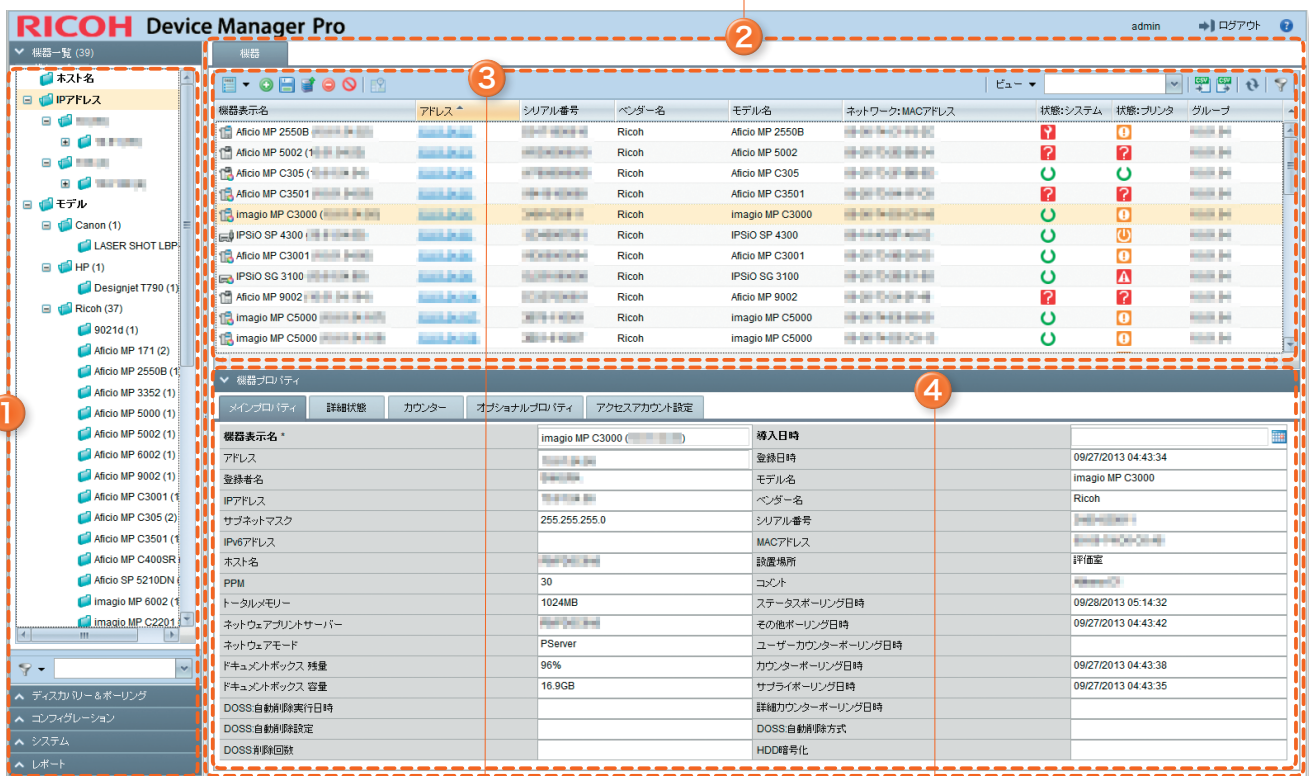 RICOH Device Manager Pro
admin
ログアウト
?
2
機器一覧 (39)
ホスト名
IPアドレス
モデル
Canon (1)
LASER SHOT LBP
HP (1)
Designjet T790 (1)
Ricoh (37)
9021d (1)
Aficio MP 171 (2)
Aficio MP 2550B (1
Aficio MP 3352 (1)
Aficio MP 5000 (1)
Aficio MP 5002 (1)
Aficio MP 6002 (1)
Aficio MP 9002 (1)
Aficio MP C3001 (1
Aficio MP C305 (2)
Aficio MP C3501 (1
Aficio MP C400SR
Aficio SP 5210DN
imagio MP 6002 (1
imagio MP C2201
1
ディスカバリー&ポーリング
コンフィグレーション
システム
レポート
機器
3
ビュー
機器表示名 アドレス シリアル番号 ベンダー名 モデル名 ネットワーク:MACアドレス 状態:システム 状態:プリンタ グループ
Aficio MP 2550B Ricoh Aficio MP 2550B
Aficio MP 5002 (1 Ricoh Aficio MP 5002
Aficio MP C305 ( Ricoh Aficio MP C305
Aficio MP C3501 Ricoh Aficio MP C3501
imagio MP C3000 ( Ricoh imagio MP C3000
IPSiO SP 4300 Ricoh IPSiO SP 4300
Aficio MP C3001 Ricoh Aficio MP C3001
IPSiO SG 3100 Ricoh IPSiO SG 3100
Aficio MP 9002 Ricoh Aficio MP 9002
imagio MP C5000 Ricoh imagio MP C5000
imagio MP C5000 Ricoh imagio MP C5000
機器プロパティ
4
メインプロパティ 詳細状態 カウンター オプショナルプロパティ アクセスアカウント設定
機器表示名 * imagio MP C3000 ( ) 導入日時
アドレス 登録日時 09/27/2013 04:43:34
登録者名 モデル名 imagio MP C3000
IPアドレス ベンダー名 Ricoh
サブネットマスク 255.255.255.0 シリアル番号
IPv6アドレス MACアドレス
ホスト名 設置場所 評価室
PPM 30 コメント
トータルメモリー 1024MB ステータスポーリング日時 09/28/2013 05:14:32
ネットウェアプリントサーバー その他ポーリング日時 09/27/2013 04:43:42
ネットウェアモード PServer ユーザーカウンターポーリング日時
ドキュメントボックス 残量 96% カウンターポーリング日時 09/27/2013 04:43:38
ドキュメントボックス 容量 16.9GB サプライポーリング日時 09/27/2013 04:43:35
DOSS:自動削除実行日時 詳細カウンターポーリング日時
DOSS:自動削除設定 DOSS:自動削除方式
DOSS:削除回数 HDD暗号化